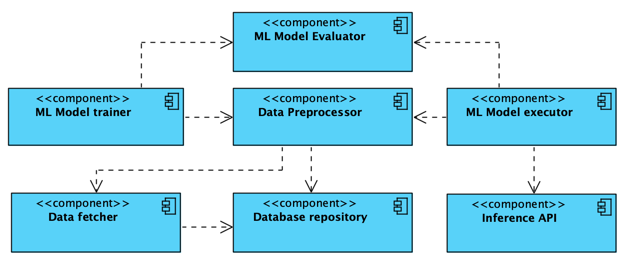 <<component>>
ML Model Evaluator
<<component>>
ML Model trainer
<<component>>
Data Preprocessor
<<component>>
ML Model executor
<<component>>
Data fetcher
<<component>>
Database repository
<<component>>
Inference API